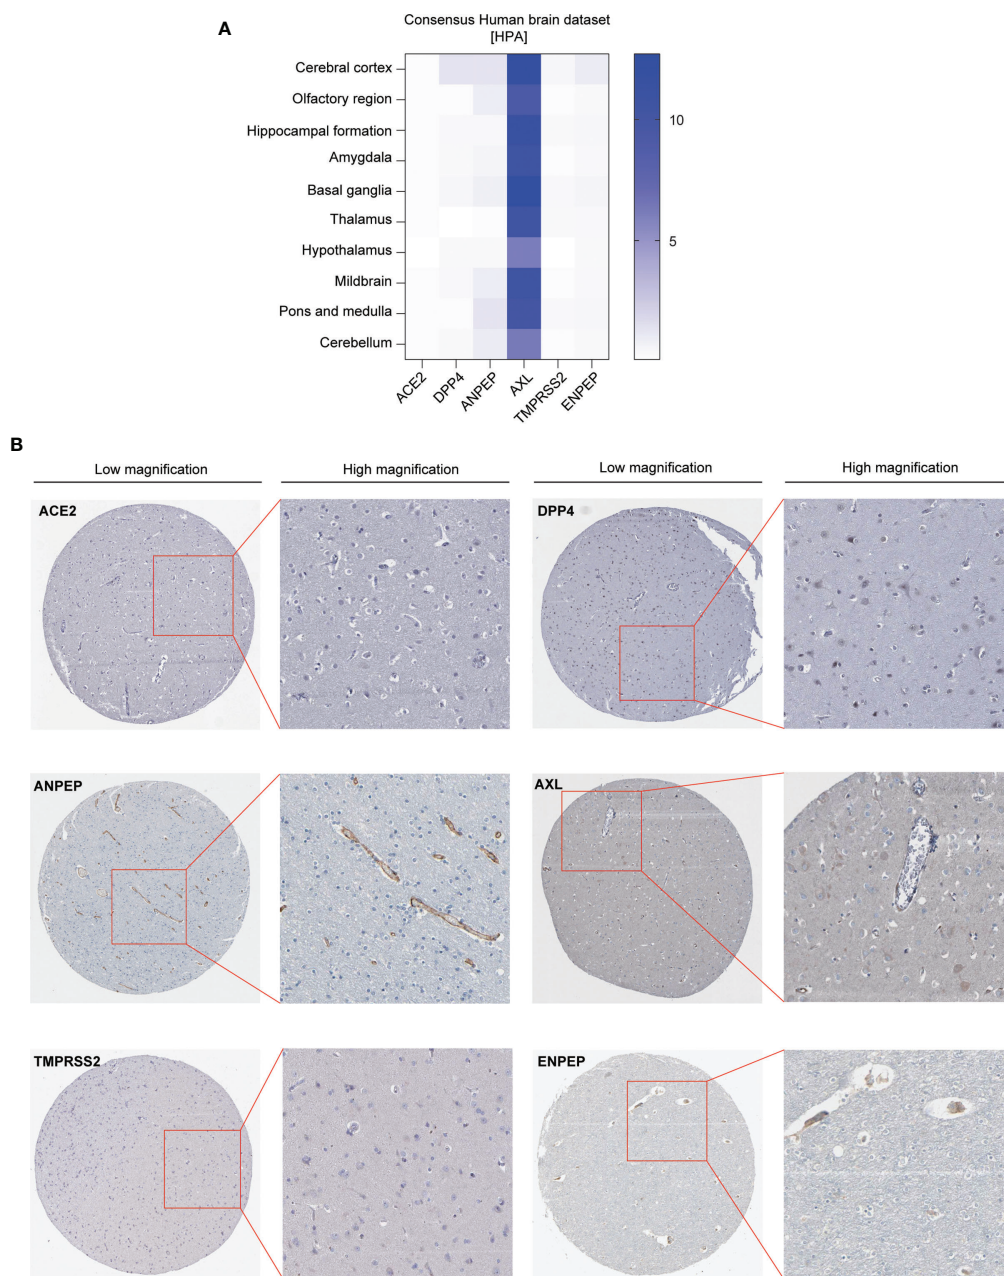 A
Consensus Human brain dataset
[HPA]
Cerebral cortex
Olfactory region
Hippocampal formation
Amygdala
Basal ganglia
Thalamus
Hypothalamus
Mildbrain
Pons and medulla
Cerebellum
10
5
ACE2
DPP4
ANPEP
AXL
TMPRSS2
ENPEP
B
Low magnification
High magnification
Low magnification
High magnification
ACE2
DPP4
ANPEP
AXL
TMPRSS2
ENPEP